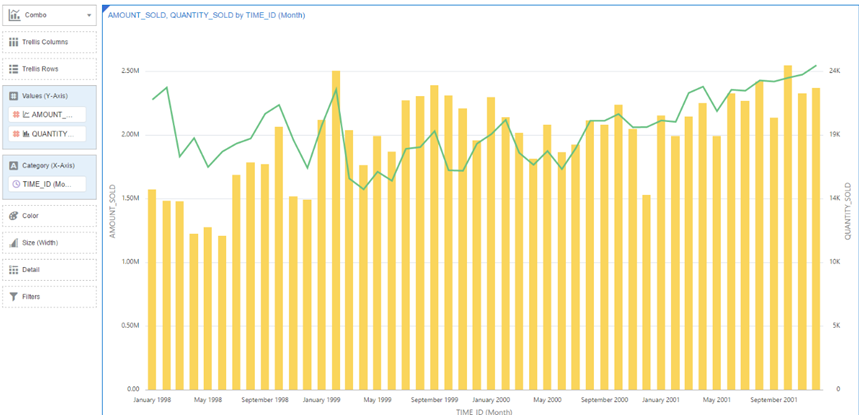 Combo
AMOUNT_SOLD, QUANTITY_SOLD by TIME_ID (Month)
Trellis Columns
Trellis Rows
Values (Y-Axis)
AMOUNT_...
QUANTITY...
Category (X-Axis)
TIME_ID (Mo...
Color
Size (Width)
Detail
Filters
AMOUNT_SOLD
2.50M
2.00M
1.50M
1.00M
0.50M
0.00
24K
19K
14K
10K
5K
0
QUANTITY_SOLD
January 1998 May 1998 September 1998 January 1999 May 1999 September 1999 January 2000 May 2000 September 2000 January 2001 May 2001 September 2001
TIME ID (Month)